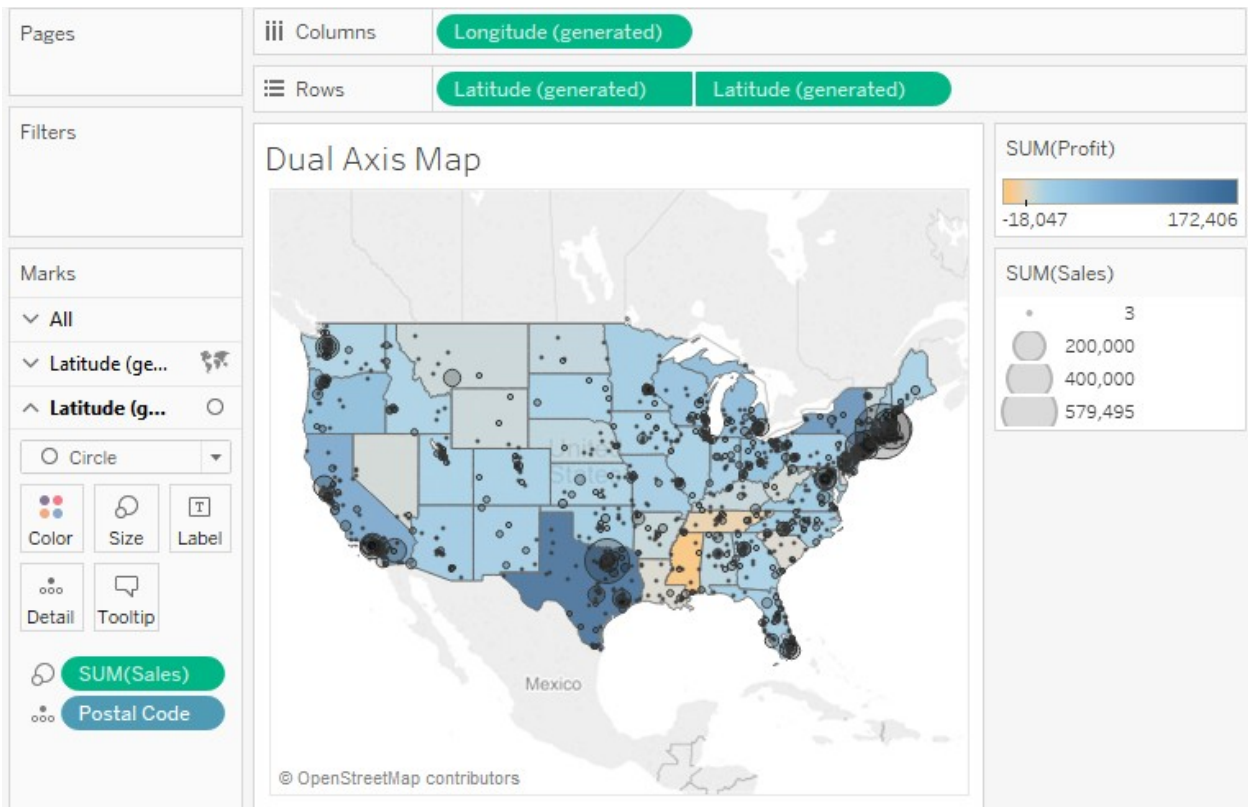 Pages
Columns
Longitude (generated)
Rows
Latitude (generated)
Latitude (generated)
Filters
Marks
All
Latitude (ge...
Latitude (g...
Circle
Color
Size
T
Label
Detail
Tooltip
SUM(Sales)
Postal Code
Dual Axis Map
United
States
Mexico
© OpenStreetMap contributors
SUM(Profit)
-18,047
172,406
SUM(Sales)
3
200,000
400,000
579,495